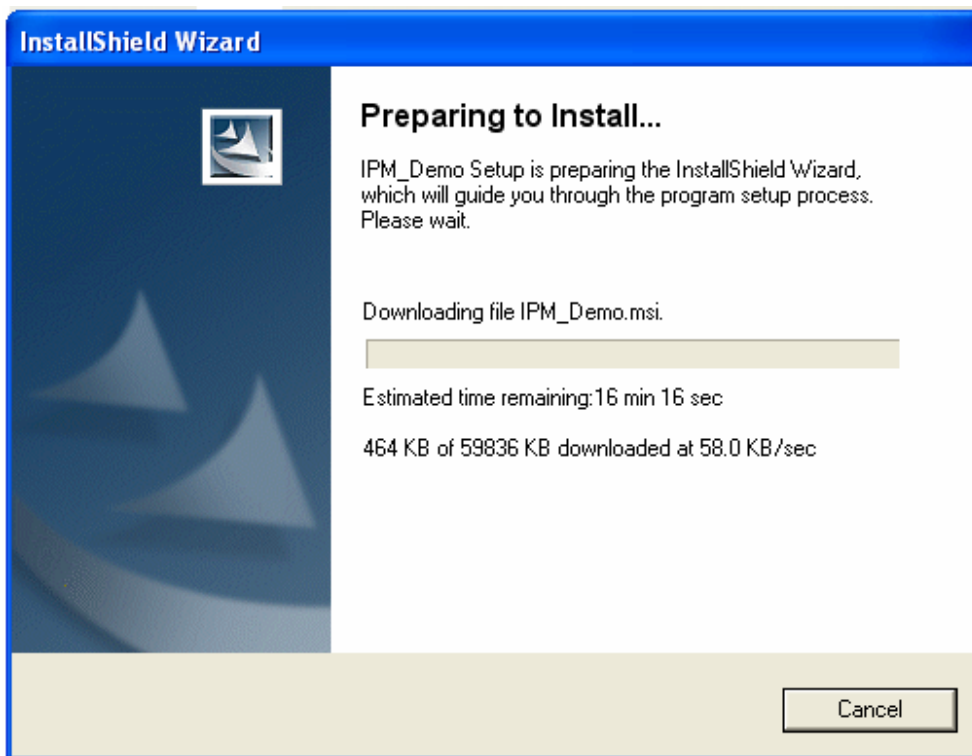 InstallShield Wizard
Preparing to Install...
IPM_Demo Setup is preparing the InstallShield Wizard,
which will guide you through the program setup process.
Please wait.
Downloading file IPM_Demo.msi.
Estimated time remaining:16 min 16 sec
464 KB of 59836 KB downloaded at 58.0 KB/sec
Cancel